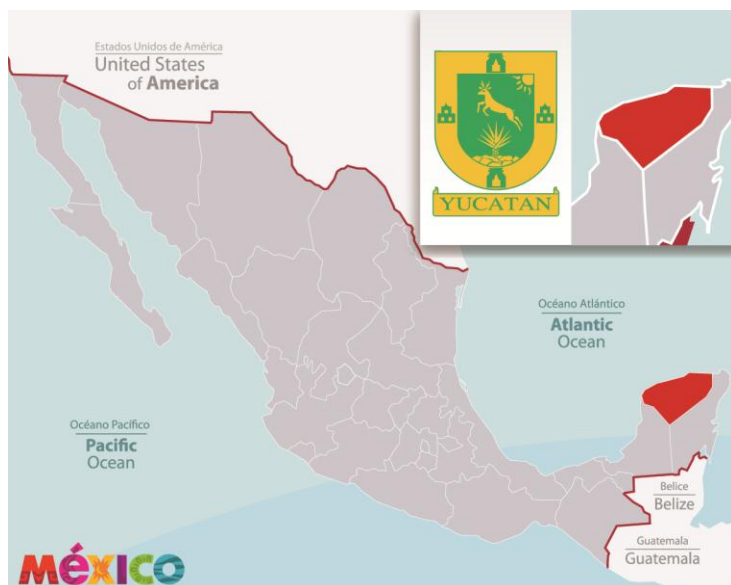 Estados Unidos de América
United States
of America
YUCATAN
Océano Atlántico
Atlantic
Ocean
Océano Pacífico
Pacific
Ocean
Belice
Belize
Guatemala
Guatemala
méxico